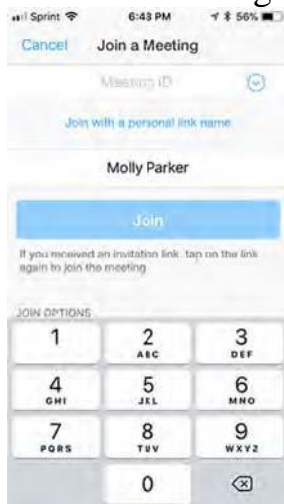 Sprint 6:43 PM 56%
Cancel Join a Meeting
Meeting ID
Join with a personal link name
Molly Parker
Join
If you received an invitation link, tap on the link
again to join the meeting
JOIN OPTIONS
1 2 3
ABC DEF
4 5 6
GHI JKL MNO
7 8 9
PQRS TUV WXYZ
0